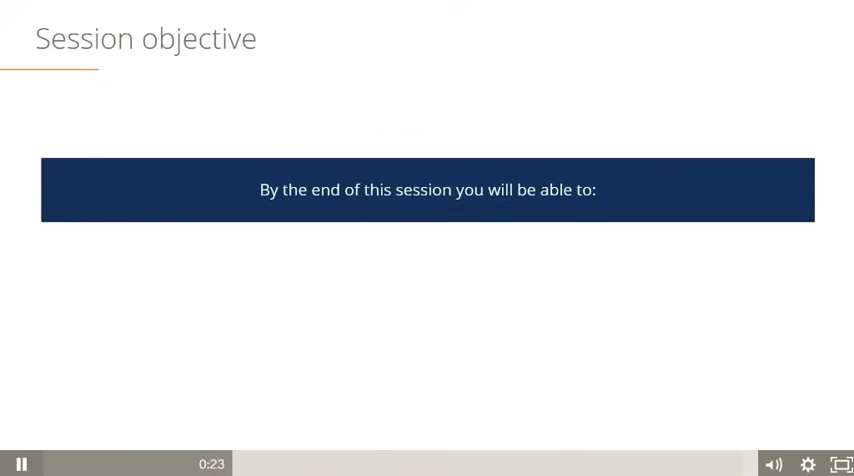 Session objective
By the end of this session you will be able to:
0:23